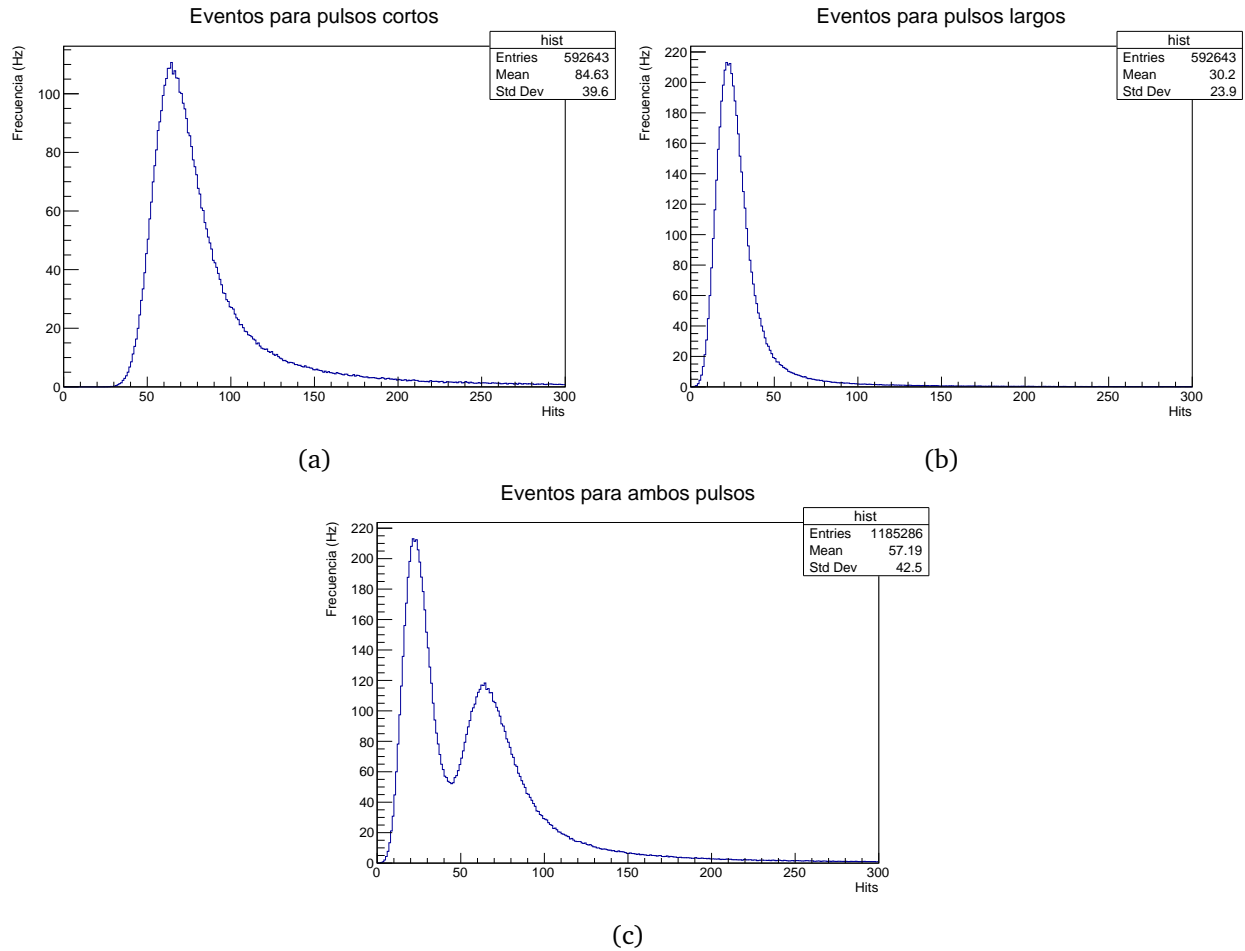 Eventos para pulsos cortos
hist
Entries 592643
Mean 84.63
Std Dev 39.6
Frecuencia (Hz)
100
80
60
40
20
0
0 50 100 150 200 250 300
Hits
(a)
Eventos para pulsos largos
hist
Entries 592643
Mean 30.2
Std Dev 23.9
Frecuencia (Hz)
220
200
180
160
140
120
100
80
60
40
20
0
0 50 100 150 200 250 300
Hits
(b)
Eventos para ambos pulsos
hist
Entries 1185286
Mean 57.19
Std Dev 42.5
Frecuencia (Hz)
220
200
180
160
140
120
100
80
60
40
20
0
0 50 100 150 200 250 300
Hits
(c)